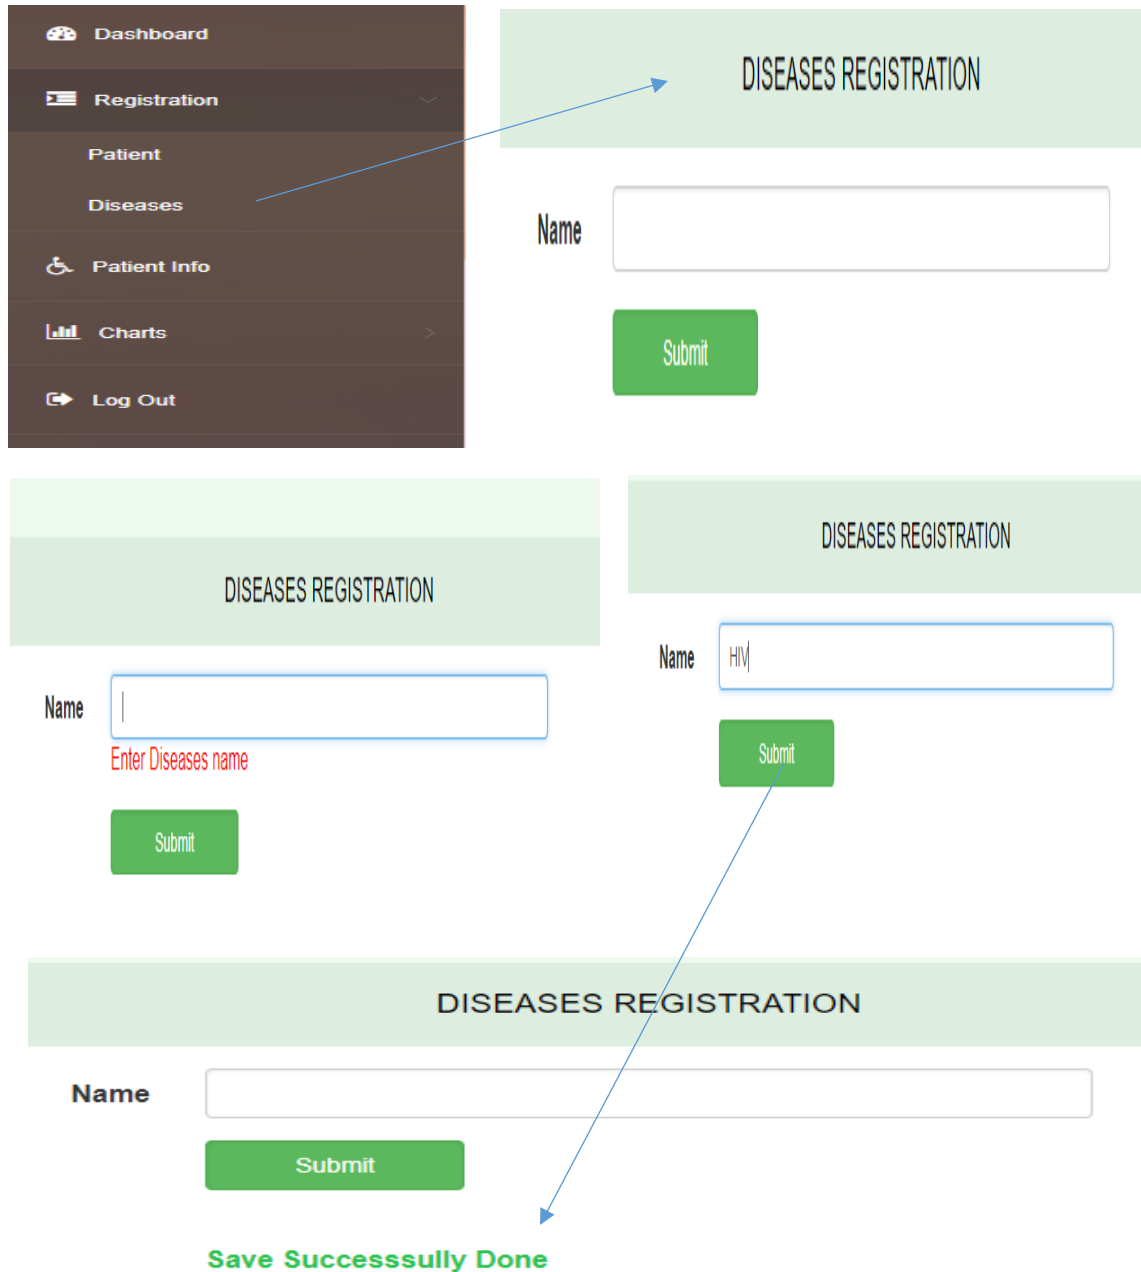 Dashboard
Registration
Patient
Diseases
Patient Info
Charts
Log Out
DISEASES REGISTRATION
Name
Submit
DISEASES REGISTRATION
Name
Enter Diseases name
Submit
DISEASES REGISTRATION
Name HIV
Submit
DISEASES REGISTRATION
Name
Submit
Save Successsully Done